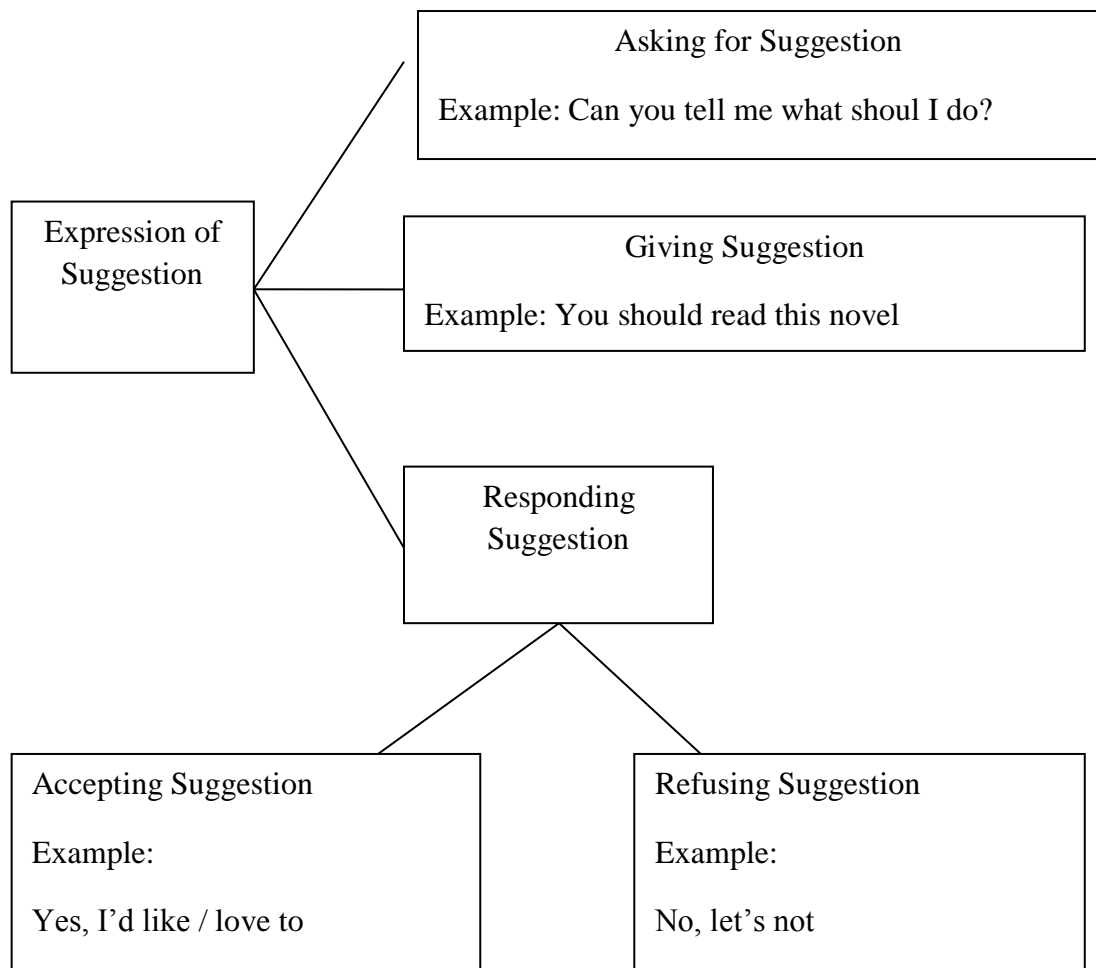 Asking for Suggestion
Example: Can you tell me what shoul I do?
Expression of
Suggestion
Giving Suggestion
Example: You should read this novel
Responding
Suggestion
Accepting Suggestion
Example:
Yes, I’d like / love to
Refusing Suggestion
Example:
No, let’s not